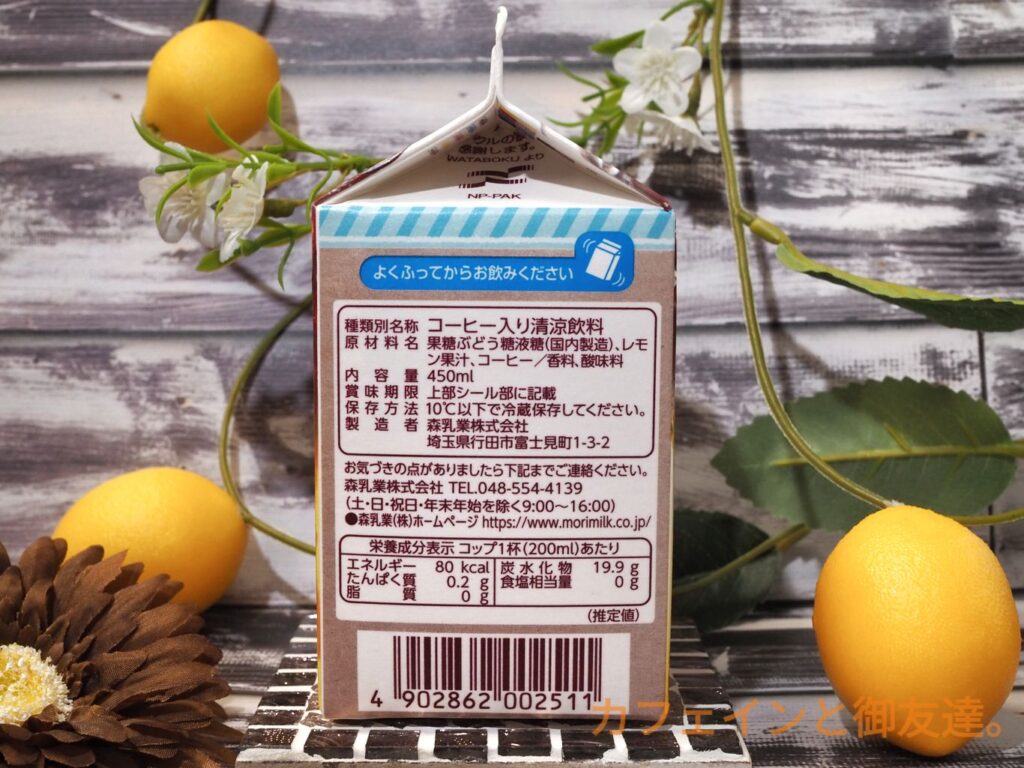 感謝します。
WATABOKU より
NP-PAK
よくふってからお飲みください
種類別名称 コーヒー入り清涼飲料
原材料名 果糖ぶどう糖液糖(国内製造)、レモ
ン果汁、コーヒー/香料、酸味料
内容量 450ml
賞味期限 上部シール部に記載
保存方法 10℃以下で冷蔵保存してください。
製造者 森乳業株式会社
埼玉県行田市富士見町1-3-2
お気づきの点がありましたら下記までご連絡ください。
森乳業株式会社 TEL.048-554-4139
(土・日・祝日・年末年始を除く9:00〜16:00)
●森乳業(株)ホームページ https://www.morimilk.co.jp/
栄養成分表示 コップ1杯(200ml)あたり
エネルギー 80 kcal 炭水化物 19.9 g
たんぱく質 0.2 g 食塩相当量 0 g
脂質 0 g
(推定値)
4 902862 002511
カフェインと御友達。